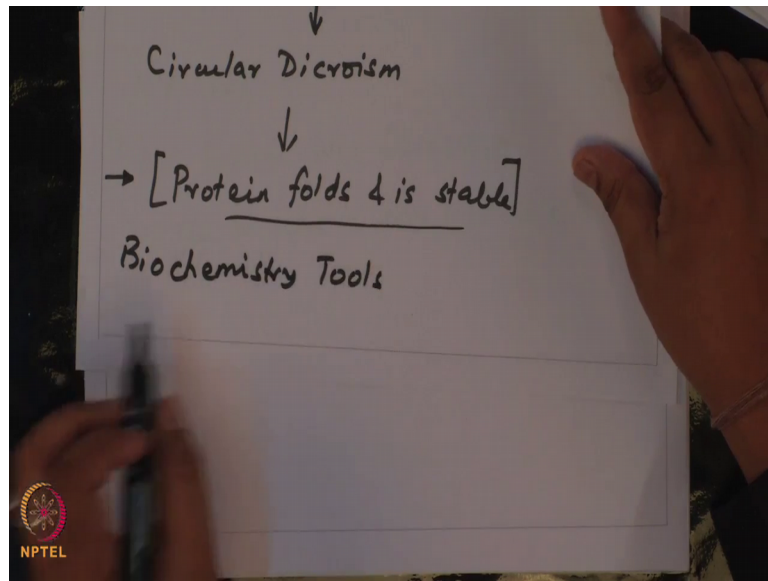 Circular Dicroism
→ [Protein folds & is stable]
Biochemistry Tools
NPTEL